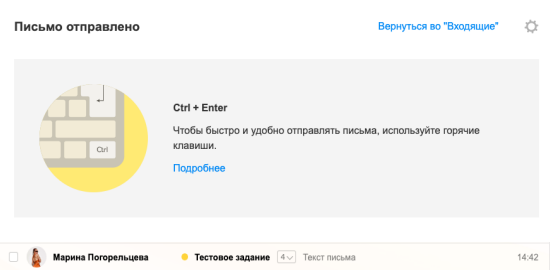 Письмо отправлено
Вернуться во "Входящие"
Ctrl + Enter
Чтобы быстро и удобно отправлять письма, используйте горячие
клавиши.
Подробнее
Ctrl
Марина Погорельцева Тестовое задание 4 Текст письма 14:42